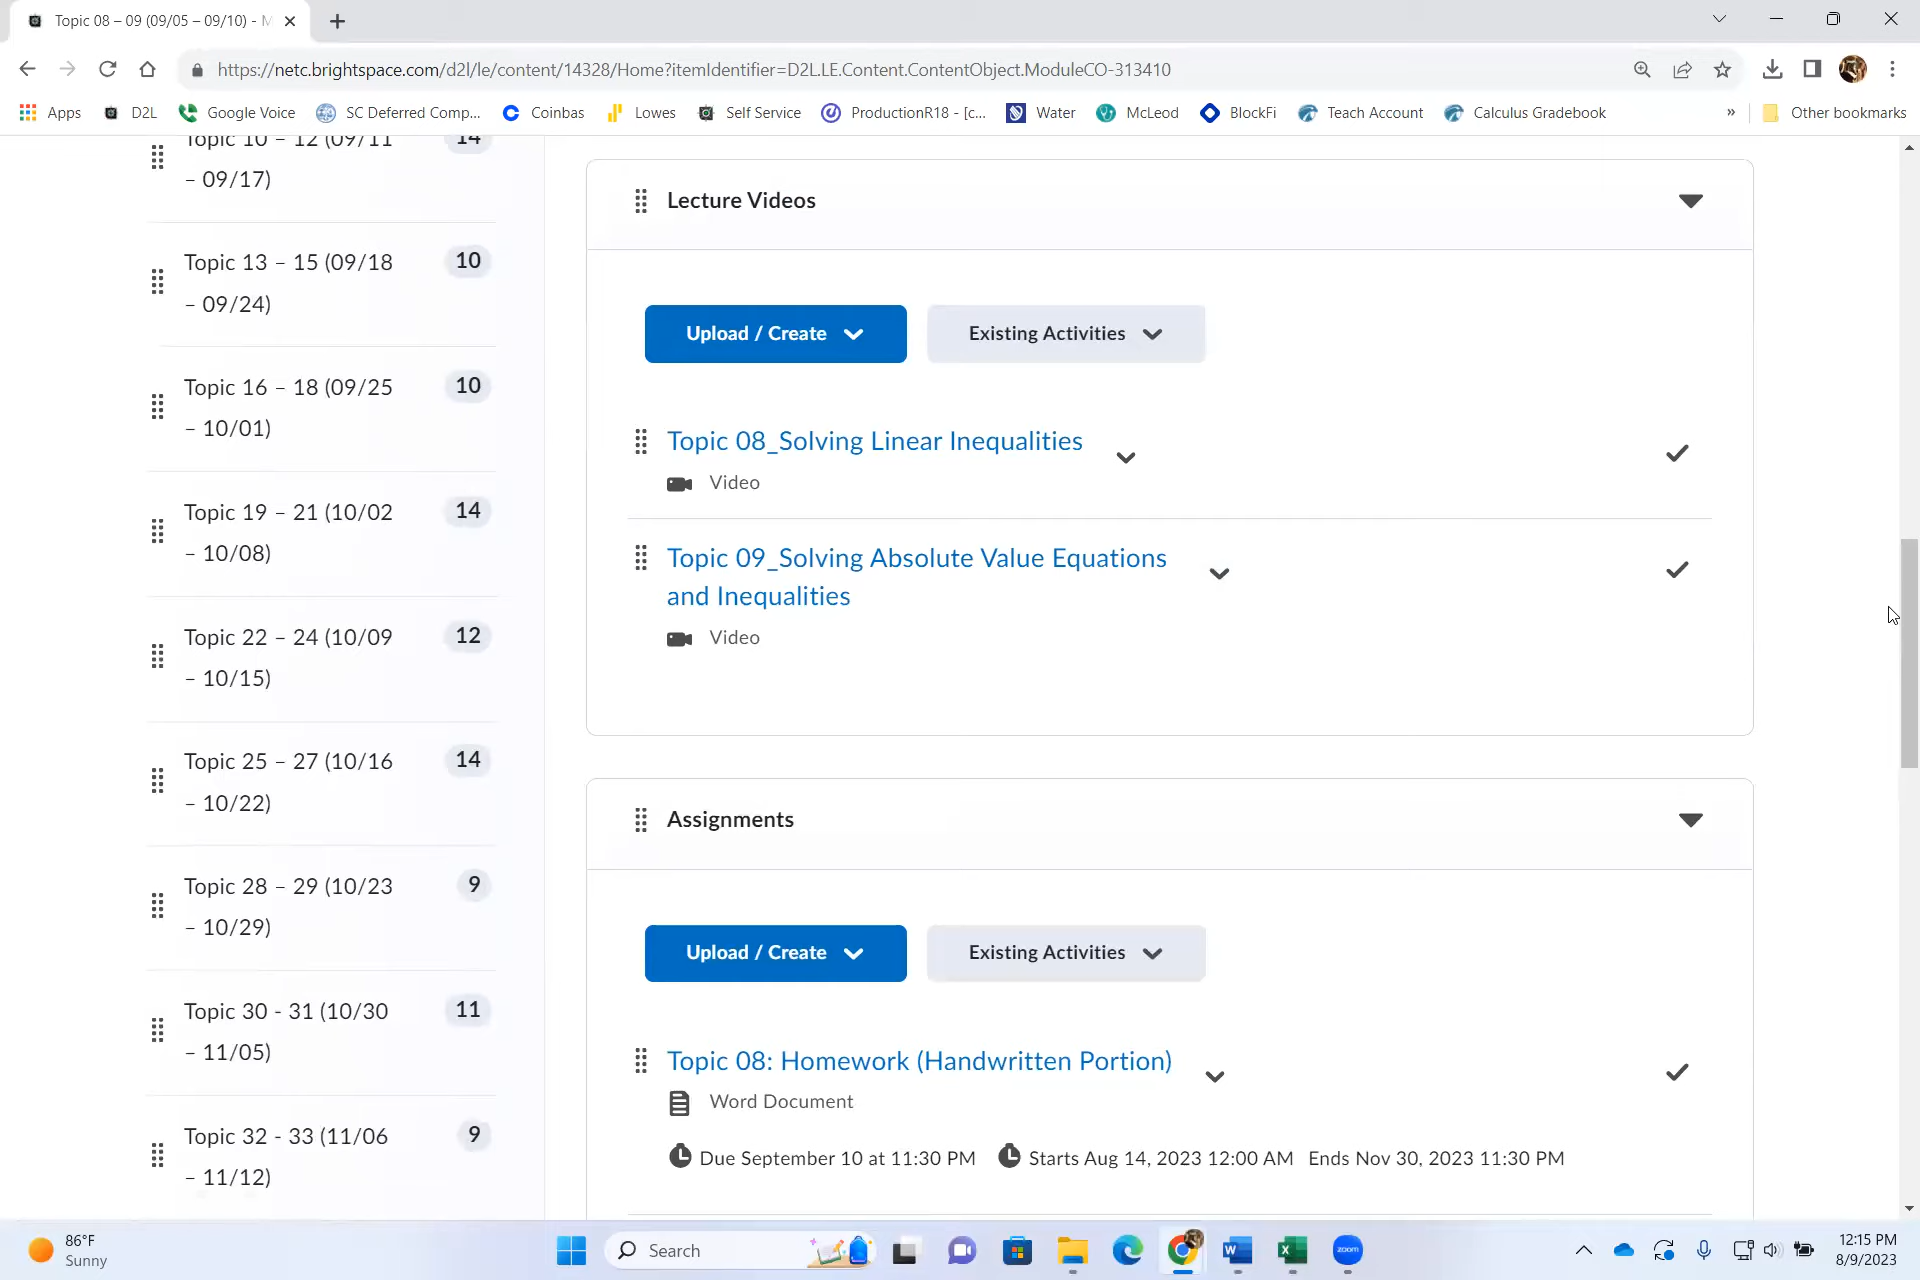 Topic 08 – 09 (09/05 – 09/10) - M
https://netc.brightspace.com/d2l/le/content/14328/Home?itemIdentifier=D2L.LE.Content.ContentObject.ModuleCO-313410
Apps D2L Google Voice SC Deferred Comp... Coinbas Lowes Self Service ProductionR18 - [c... Water McLeod BlockFi Teach Account Calculus Gradebook » Other bookmarks
Topic 10 – 12 (09/11 14
– 09/17)
Topic 13 – 15 (09/18 10
– 09/24)
Topic 16 – 18 (09/25 10
– 10/01)
Topic 19 – 21 (10/02 14
– 10/08)
Topic 22 – 24 (10/09 12
– 10/15)
Topic 25 – 27 (10/16 14
– 10/22)
Topic 28 – 29 (10/23 9
– 10/29)
Topic 30 - 31 (10/30 11
– 11/05)
Topic 32 - 33 (11/06 9
– 11/12)
Lecture Videos
Upload / Create Existing Activities
Topic 08_Solving Linear Inequalities
Video
Topic 09_Solving Absolute Value Equations
and Inequalities
Video
Assignments
Upload / Create Existing Activities
Topic 08: Homework (Handwritten Portion)
Word Document
Due September 10 at 11:30 PM Starts Aug 14, 2023 12:00 AM Ends Nov 30, 2023 11:30 PM
86°F
Sunny
Search
zoom
12:15 PM
8/9/2023